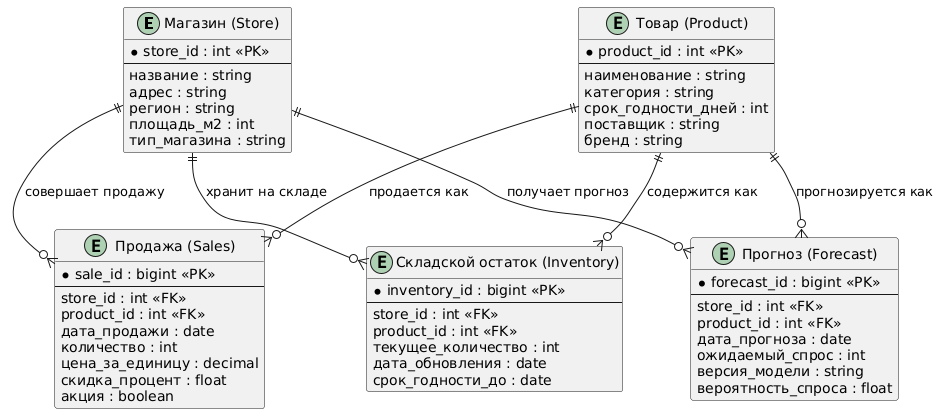 E Магазин (Store)
store_id : int «PK»
название : string
адрес : string
регион : string
площадь_м2 : int
тип_магазина : string
E Товар (Product)
product_id : int «PK»
наименование : string
категория : string
срок_годности_дней : int
поставщик : string
бренд : string
совершает продажу
хранит на складе
продается как
получает прогноз
содержится как
прогнозируется как
E Продажа (Sales)
sale_id : bigint «PK»
store_id : int «FK»
product_id : int «FK»
дата_продажи : date
количество : int
цена_за_единицу : decimal
скидка_процент : float
акция : boolean
E Складской остаток (Inventory)
inventory_id : bigint «PK»
store_id : int «FK»
product_id : int «FK»
текущее_количество : int
дата_обновления : date
срок_годности_до : date
E Прогноз (Forecast)
forecast_id : bigint «PK»
store_id : int «FK»
product_id : int «FK»
дата_прогноза : date
ожидаемый_спрос : int
версия_модели : string
вероятность_спроса : float